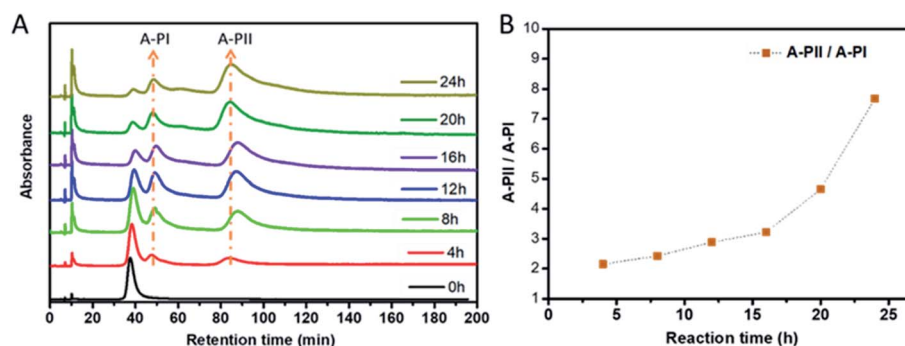 A
A-PI
A-PII
Absorbance
24h
20h
16h
12h
8h
4h
0h
0 20 40 60 80 100 120 140 160 180 200
Retention time (min)
B
A-PII / A-PI
A-PII / A-PI
10
9
8
7
6
5
4
3
2
1
0 5 10 15 20 25
Reaction time (h)